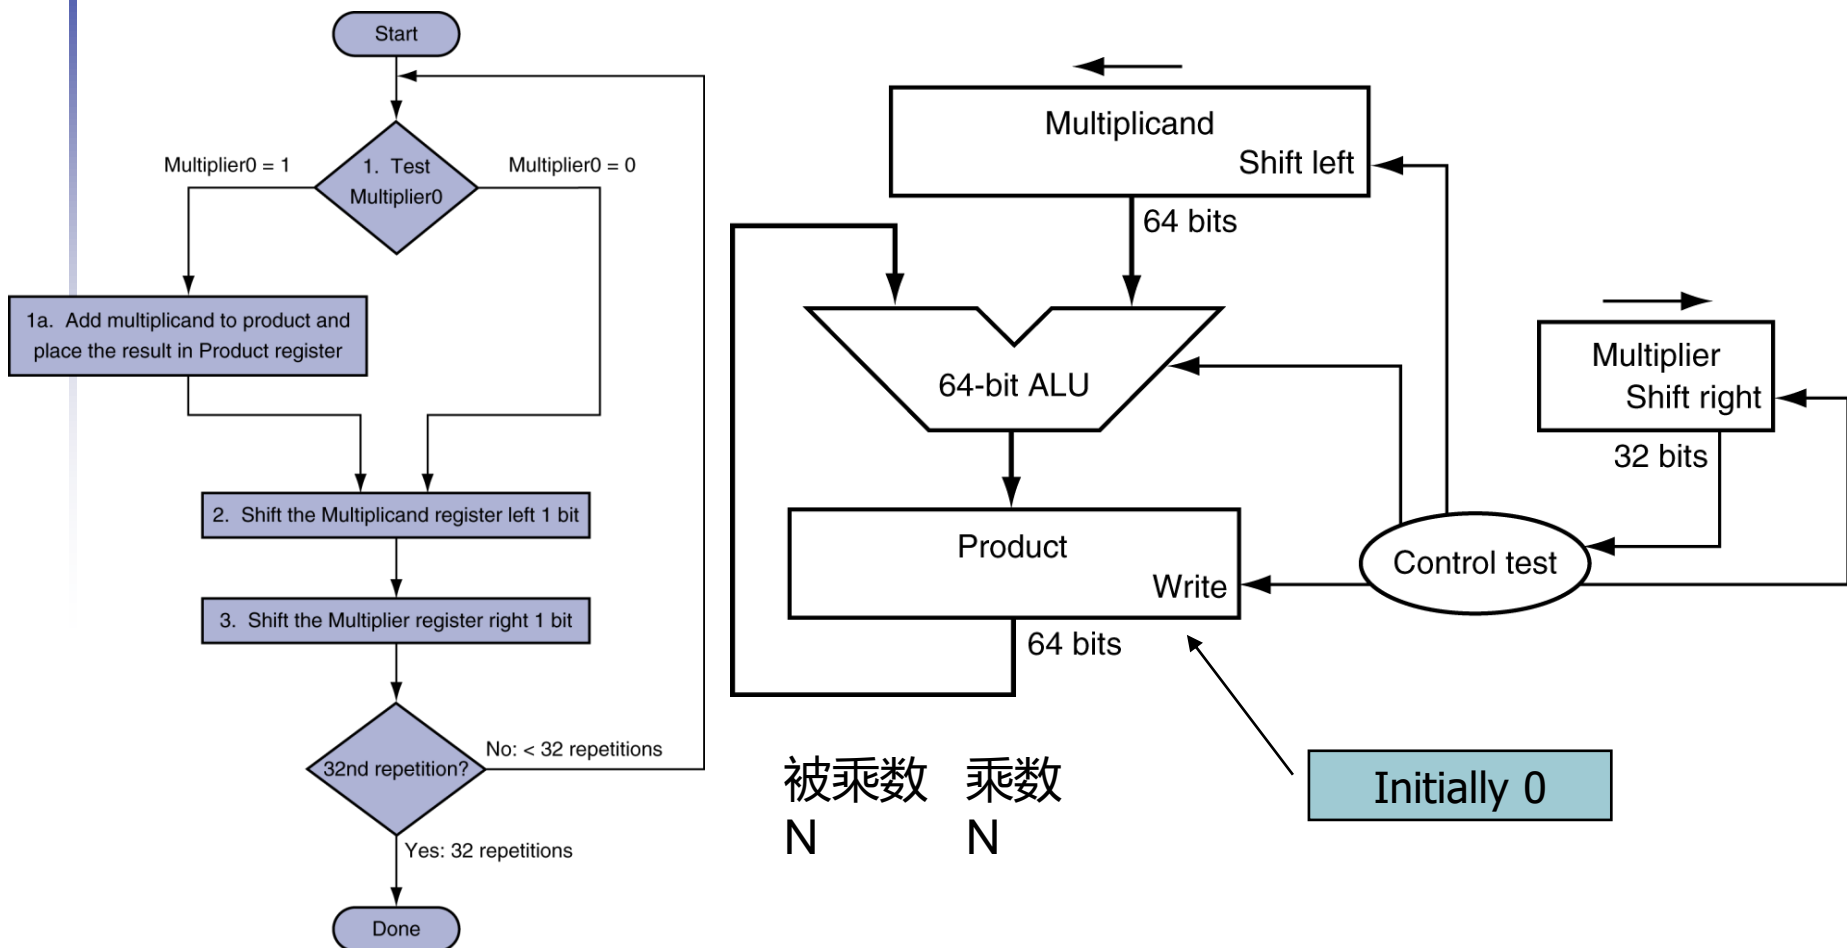 Start
Multiplier0 = 1
1. Test
Multiplier0
Multiplier0 = 0
1a. Add multiplicand to product and
place the result in Product register
2. Shift the Multiplicand register left 1 bit
3. Shift the Multiplier register right 1 bit
32nd repetition?
No: < 32 repetitions
Yes: 32 repetitions
Done
Multiplicand
Shift left
64 bits
64-bit ALU
Multiplier
Shift right
32 bits
Control test
Product
Write
64 bits
被乘数 乘数
N N
Initially 0